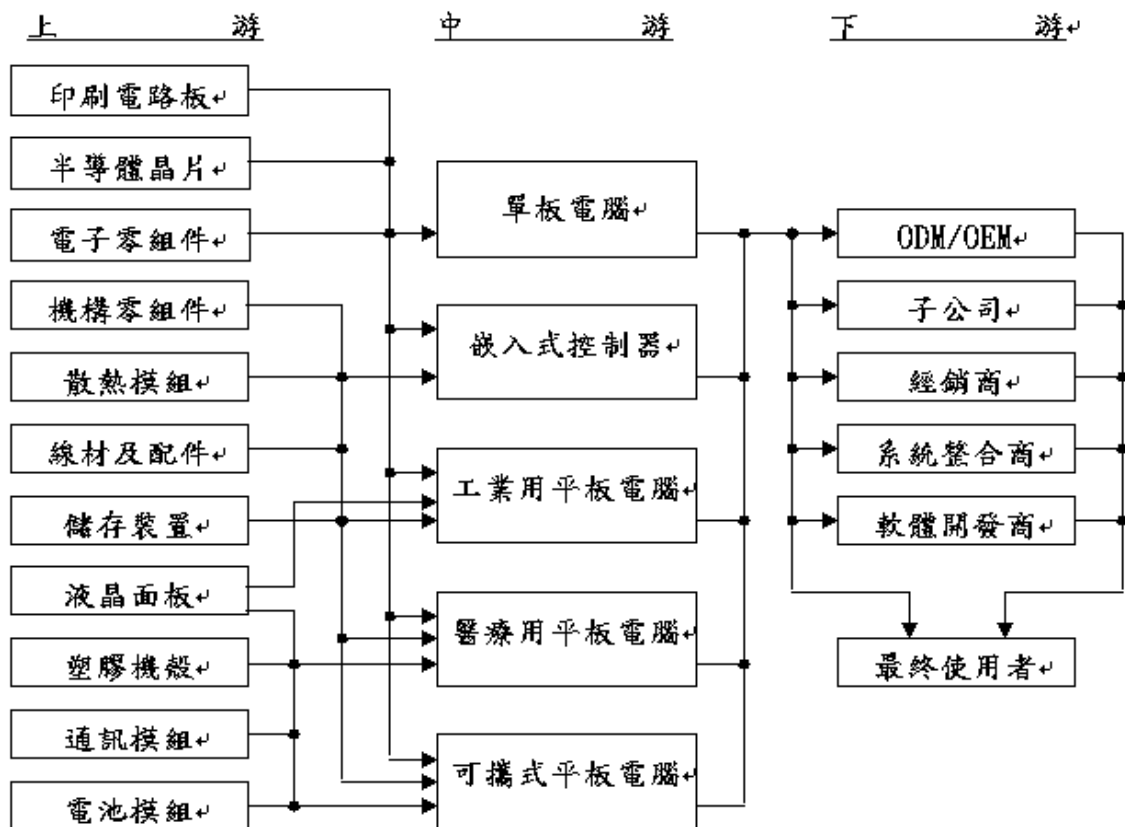 上 游
中 游
下 游
印刷電路板
半導體晶片
電子零組件
機構零組件
散熱模組
線材及配件
儲存裝置
液晶面板
塑膠機殼
通訊模組
電池模組
單板電腦
嵌入式控制器
工業用平板電腦
醫療用平板電腦
可攜式平板電腦
ODM/OEM
子公司
經銷商
系統整合商
軟體開發商
最終使用者